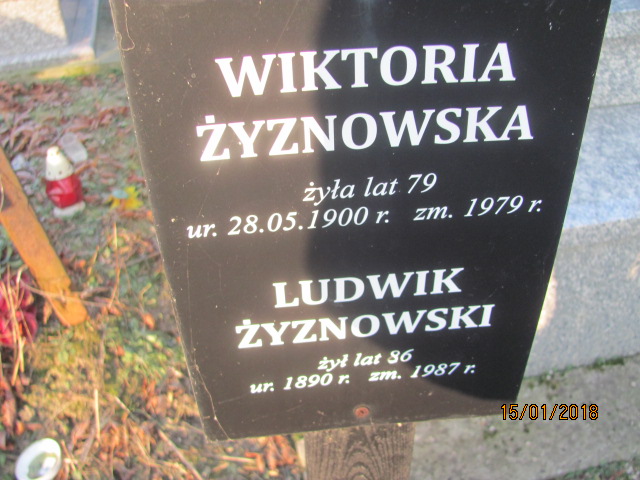 WIKTORIA
ŻYZNOWSKA
żyła lat 79
ur. 28.05.1900 r. zm. 1979 r.
LUDWIK
ŻYZNOWSKI
żył lat 86
ur. 1890 r. zm. 1987 r.
15/01/2018